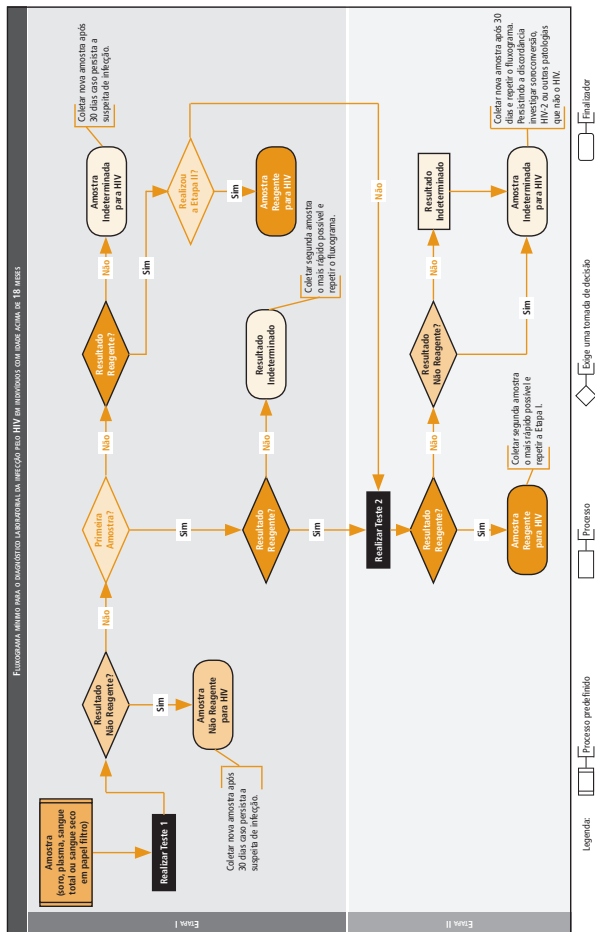 FLUXOGRAMA MÍNIMO PARA O DIAGNÓSTICO LABORATORIAL DA INFECÇÃO PELO HIV EM INDIVÍDUOS COM IDADE ACIMA DE 18 MESES
ETAPA I
Amostra
(soro, plasma, sangue
total ou sangue seco
em papel filtro)
Realizar Teste 1
Resultado
Não Reagente?
Sim
Amostra
Não Reagente
para HIV
Coletar nova amostra após
30 dias caso persista a
suspeita de infecção.
Não
Primeira
Amostra?
Sim
Resultado
Reagente?
Não
Resultado
Indeterminado
Coletar segunda amostra
o mais rápido possível e
repetir o fluxograma.
Sim
Não
Resultado
Reagente?
Não
Amostra
Indeterminada
para HIV
Coletar nova amostra após
30 dias caso persista a
suspeita de infecção.
Sim
Realizou
a Etapa II?
Sim
Amostra
Reagente
para HIV
Não
ETAPA II
Realizar Teste 2
Resultado
Reagente?
Sim
Amostra
Reagente
para HIV
Coletar segunda amostra
o mais rápido possível e
repetir a Etapa I.
Não
Resultado
Não Reagente?
Não
Resultado
Indeterminado
Sim
Amostra
Indeterminada
para HIV
Coletar nova amostra após 30
dias e repetir o fluxograma.
Persistindo a discordância
investigar soroconversão,
HIV-2 ou outras patologias
que não o HIV.
Legenda:
Processo predefinido
Processo
Exige uma tomada de decisão
Finalizador